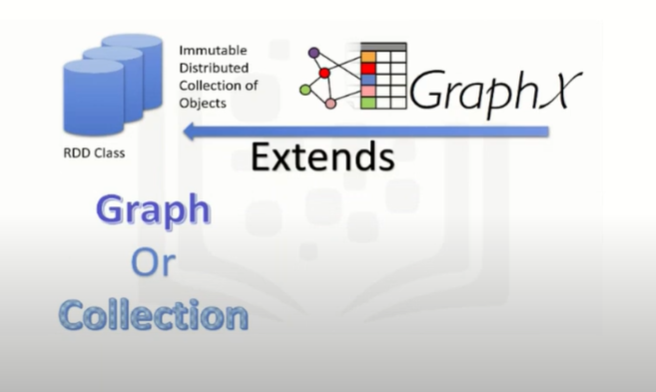 Immutable
Distributed
Collection of
Objects
RDD Class
GraphX
Extends
Graph
Or
Collection